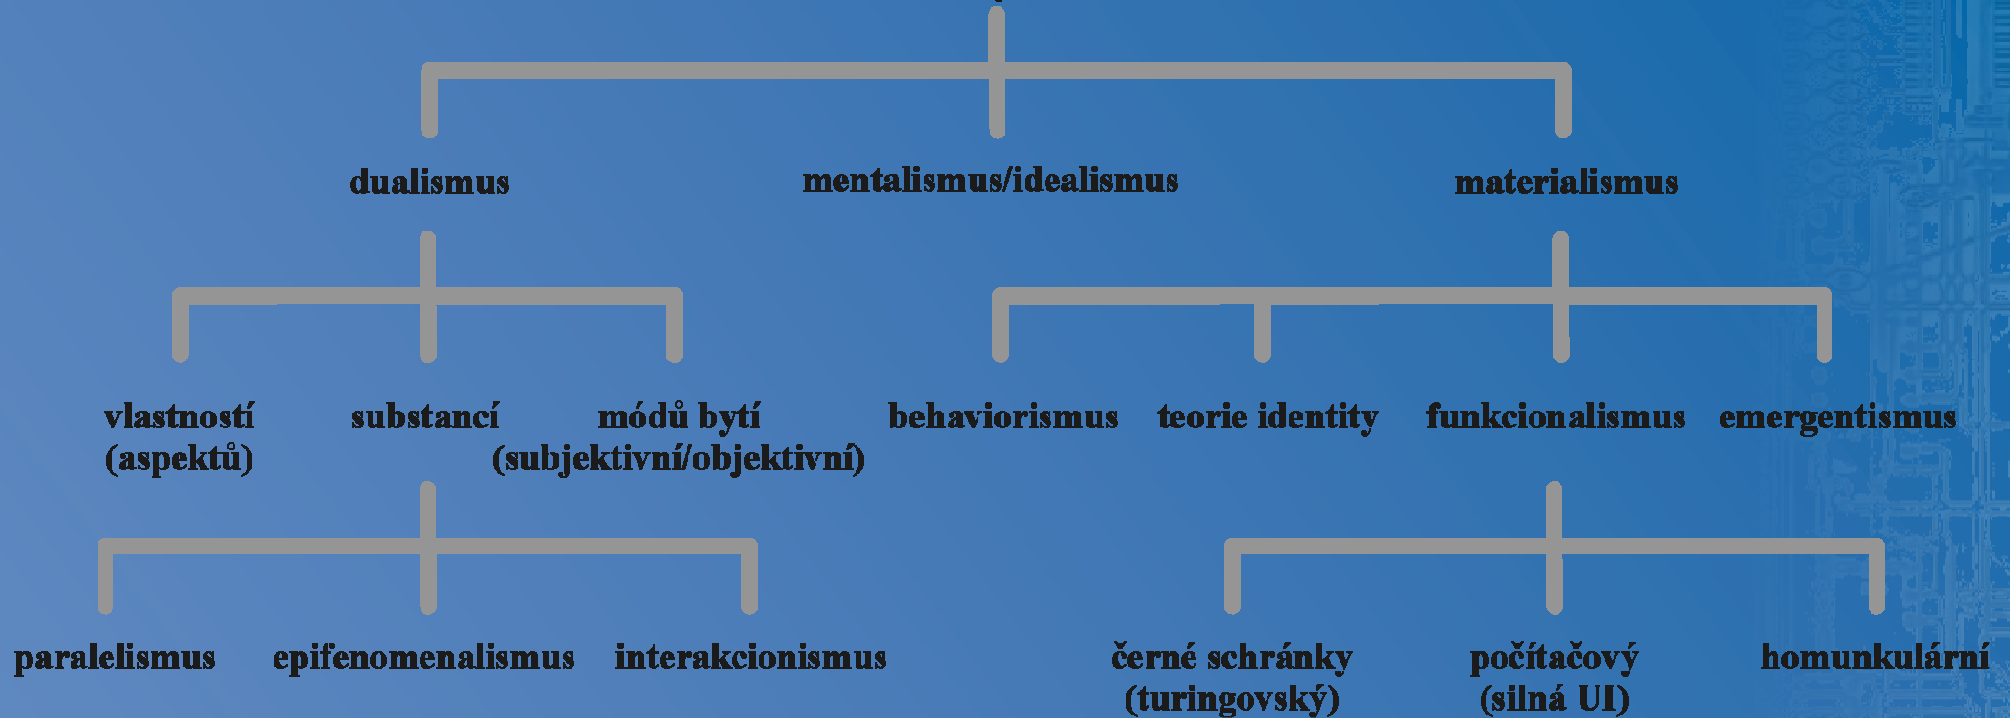 dualismus
mentalismus/idealismus
materialismus
vlastností
(aspektů)
substancí
módů bytí
(subjektivní/objektivní)
behaviorismus
teorie identity
funkcionalismus
emergentismus
paralelismus
epifenomenalismus
interakcionismus
černé schránky
(turingovský)
počítačový
(silná UI)
homunkulární